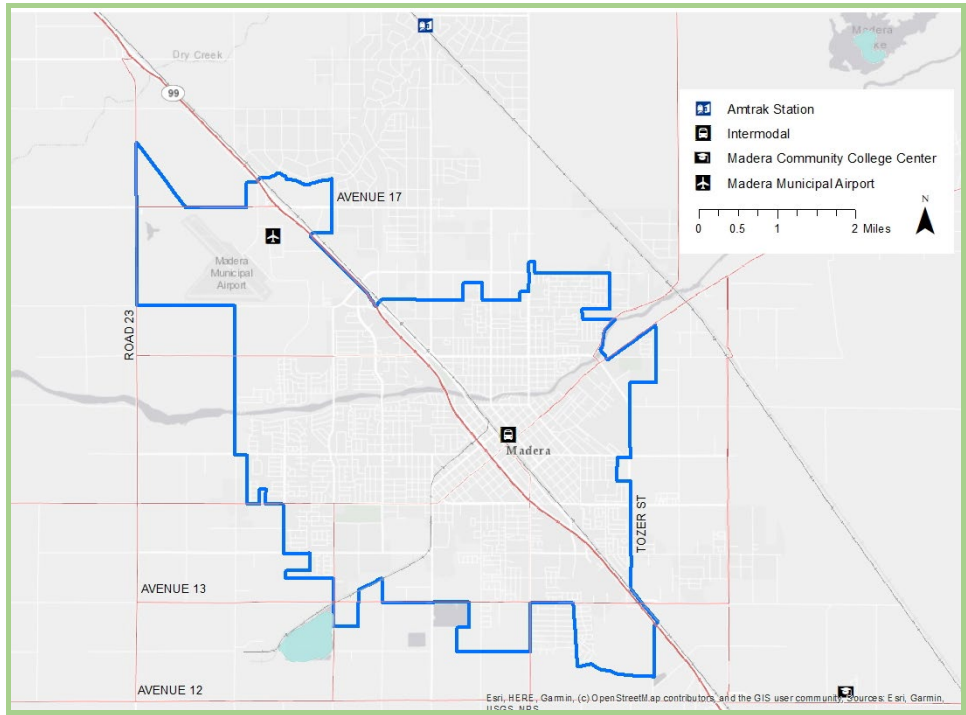 Dry Creek
99
Madera
Lake
Amtrak Station
Intermodal
Madera Community College Center
Madera Municipal Airport
N
0 0.5 1 2 Miles
AVENUE 17
Madera
Municipal
Airport
ROAD 23
Madera
TOZER ST
AVENUE 13
AVENUE 12
Esri, HERE, Garmin, (c) OpenStreetMap contributors, and the GIS user community, Sources: Esri, Garmin,
USGS, NPS